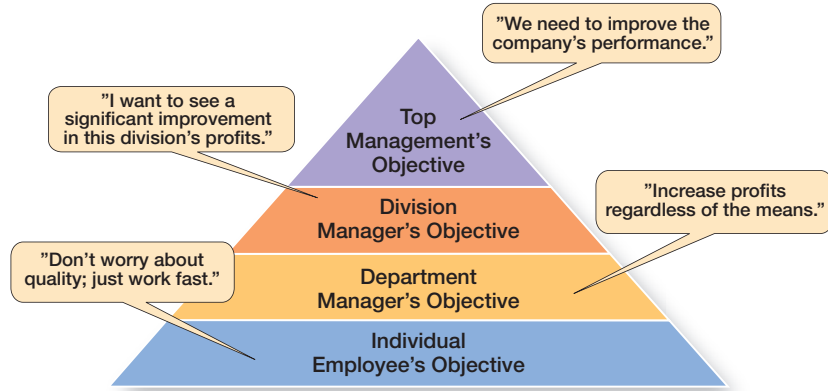 ”We need to improve the
company’s performance.”
”I want to see a
significant improvement
in this division’s profits.”
Top
Management’s
Objective
”Increase profits
regardless of the means.”
Division
Manager’s Objective
”Don’t worry about
quality; just work fast.”
Department
Manager’s Objective
Individual
Employee’s Objective